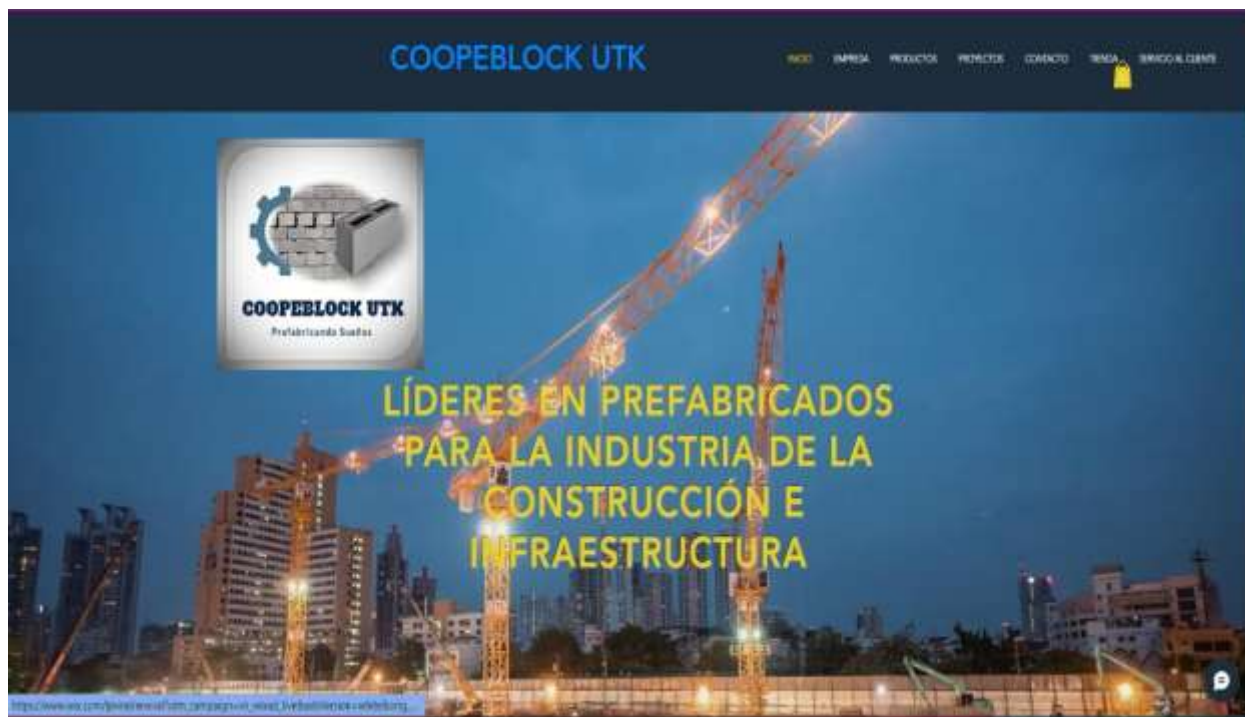 COOPEBLOCK UTK
INICIO EMPRESA PRODUCTOS PROYECTOS CONTACTO TIENDA SERVICIO AL CLIENTE
COOPEBLOCK UTK
Prefabricando Sueños
LÍDERES EN PREFABRICADOS
PARA LA INDUSTRIA DE LA
CONSTRUCCIÓN E
INFRAESTRUCTURA